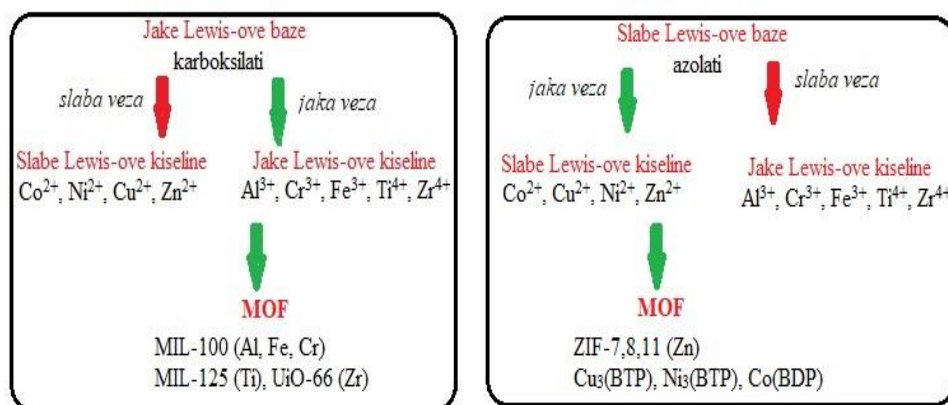 Jake Lewis-ove baze
karboksilati
slaba veza
jaka veza
Slabe Lewis-ove kiseline
Co²⁺, Ni²⁺, Cu²⁺, Zn²⁺
Jake Lewis-ove kiseline
Al³⁺, Cr³⁺, Fe³⁺, Ti⁴⁺, Zr⁴⁺
MOF
MIL-100 (Al, Fe, Cr)
MIL-125 (Ti), UiO-66 (Zr)
Slabe Lewis-ove baze
azolati
jaka veza
slaba veza
Slabe Lewis-ove kiseline
Co²⁺, Cu²⁺, Ni²⁺, Zn²⁺
Jake Lewis-ove kiseline
Al³⁺, Cr³⁺, Fe³⁺, Ti⁴⁺, Zr⁴⁺
MOF
ZIF-7,8,11 (Zn)
Cu₃(BTP), Ni₃(BTP), Co(BDP)